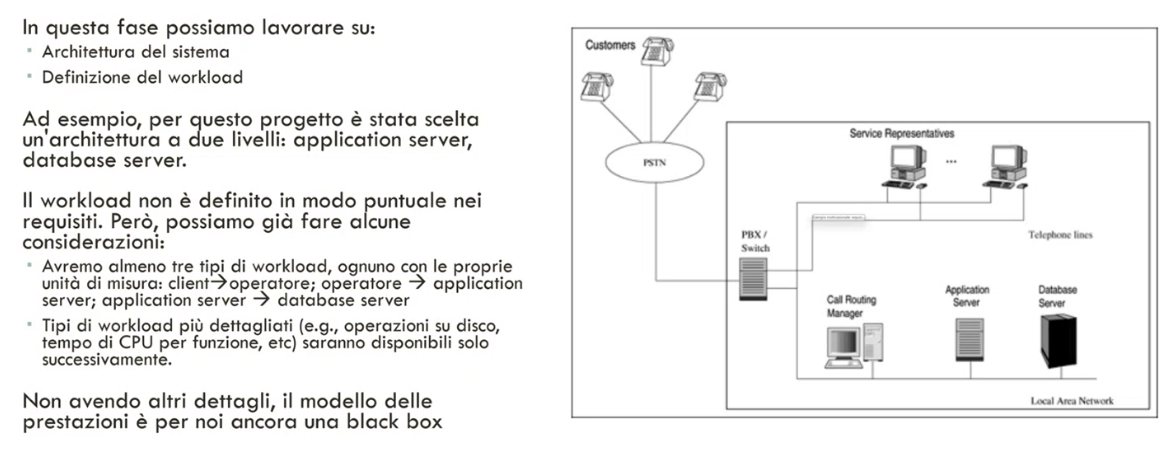 In questa fase possiamo lavorare su:
Architettura del sistema
Definizione del workload
Ad esempio, per questo progetto è stata scelta
un'architettura a due livelli: application server,
database server.
Il workload non è definito in modo puntuale nei
requisiti. Però, possiamo già fare alcune
considerazioni:
Avremo almeno tre tipi di workload, ognuno con le proprie
unità di misura: client→operatore; operatore → application
server; application server → database server
Tipi di workload più dettagliati (e.g., operazioni su disco,
tempo di CPU per funzione, etc) saranno disponibili solo
successivamente.
Non avendo altri dettagli, il modello delle
prestazioni è per noi ancora una black box
Customers
PSTN
Service Representatives
...
Telephone lines
PBX /
Switch
Call Routing
Manager
Application
Server
Database
Server
Local Area Network